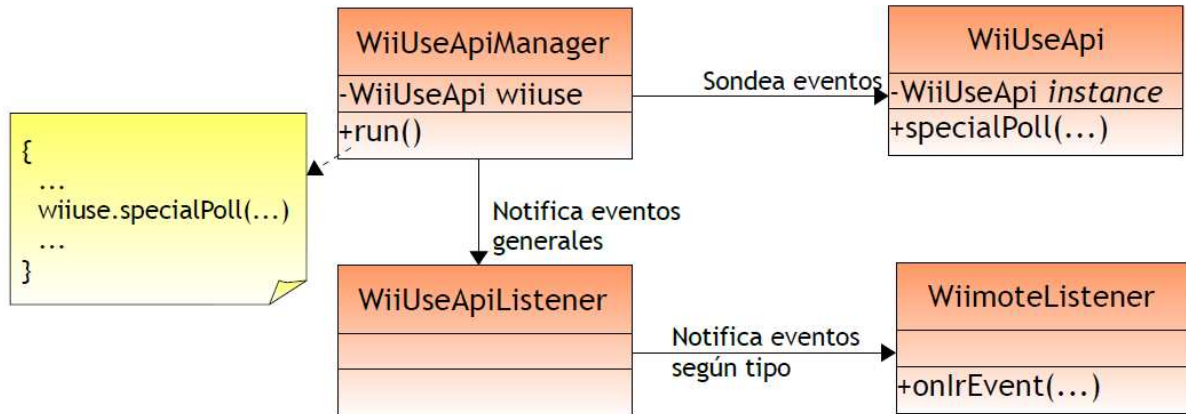 WiiUseApiManager
-WiiUseApi wiiuse
+run()
Sondea eventos
WiiUseApi
-WiiUseApi instance
+specialPoll(...)
{
...
wiiuse.specialPoll(...)
...
}
Notifica eventos
generales
WiiUseApiListener
Notifica eventos
según tipo
WiimoteListener
+onIrEvent(...)